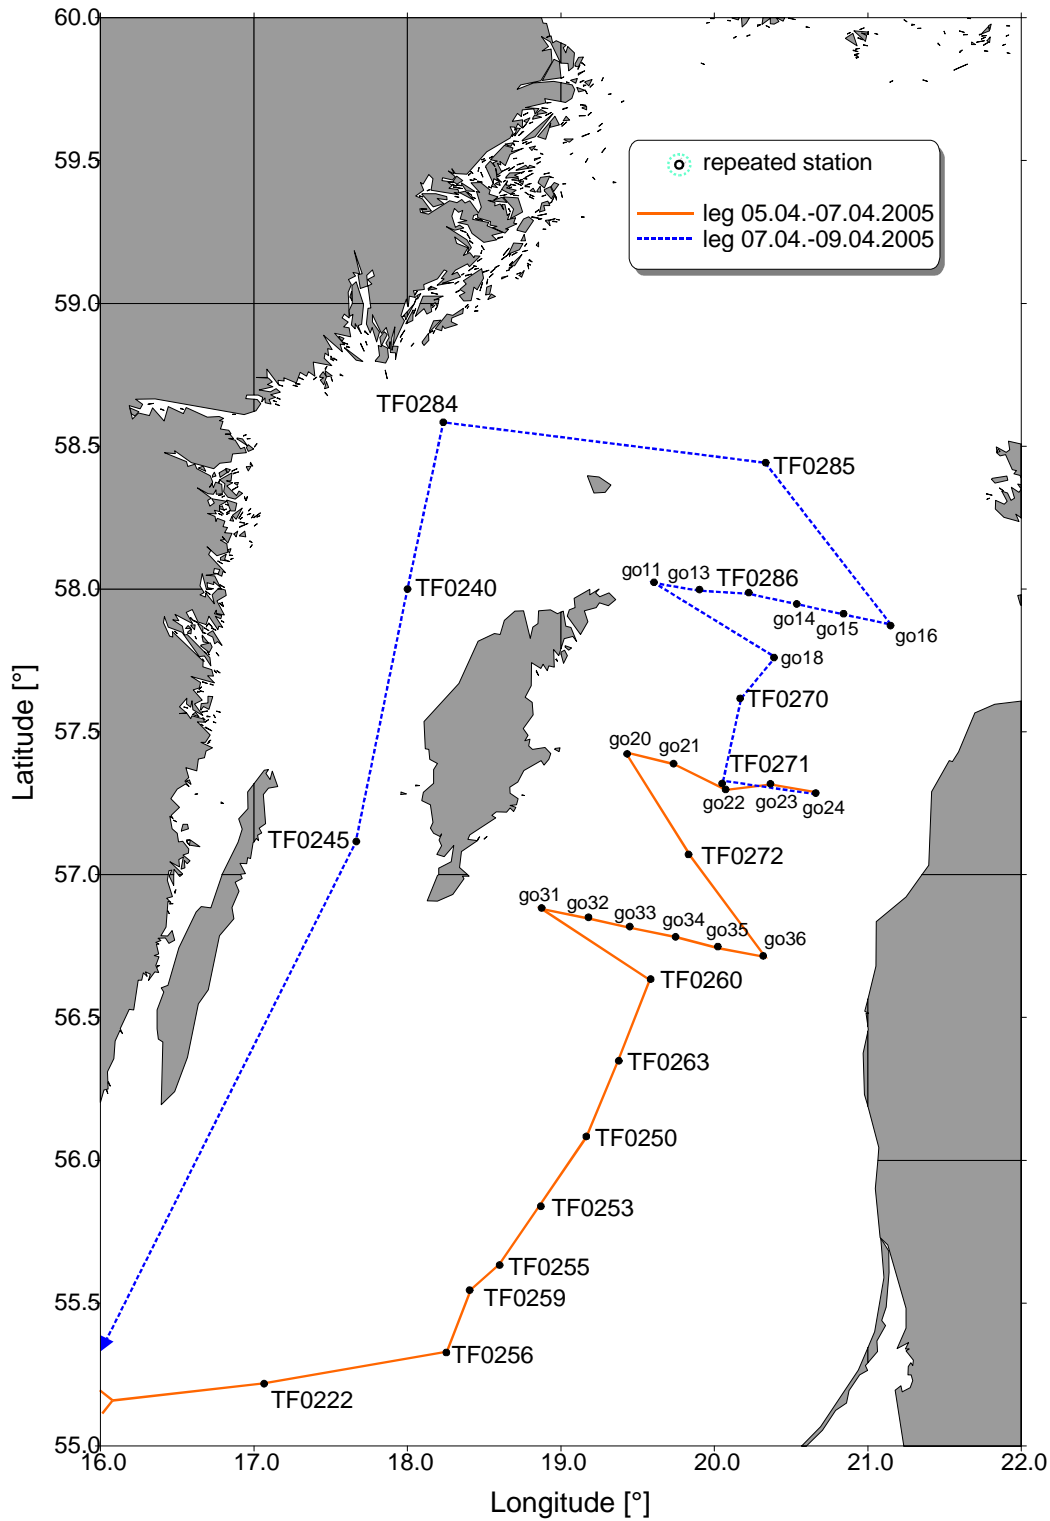 60.0
59.5
repeated station
leg 05.04.-07.04.2005
leg 07.04.-09.04.2005
59.0
TF0284
58.5
TF0285
go11
go13
TF0286
58.0
TF0240
go14
go15
go16
go18
TF0270
57.5
go20
go21
TF0271
go22
go23
go24
TF0245
TF0272
57.0
go31
go32
go33
go34
go35
go36
TF0260
56.5
TF0263
TF0250
56.0
TF0253
TF0255
55.5
TF0259
TF0256
TF0222
55.0
16.0
17.0
18.0
19.0
20.0
21.0
22.0
Latitude [°]
Longitude [°]